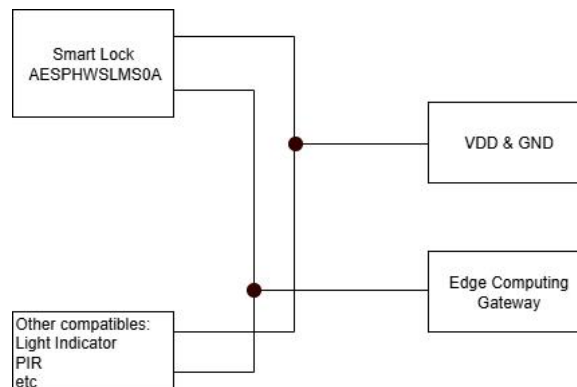 Smart Lock
AESPHWSLMS0A
VDD & GND
Edge Computing
Gateway
Other compatibles:
Light Indicator
PIR
etc